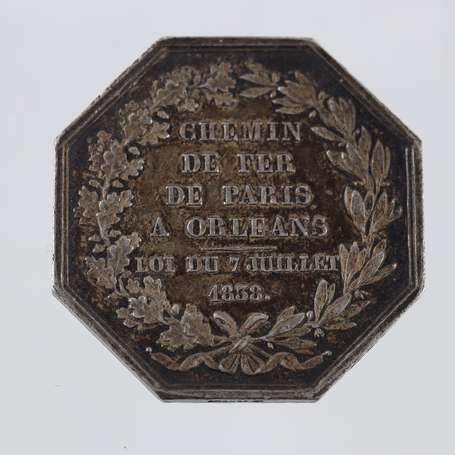 CHEMIN
DE FER
DE PARIS
A ORLEANS
LOI DU 7 JUILLET
1838.